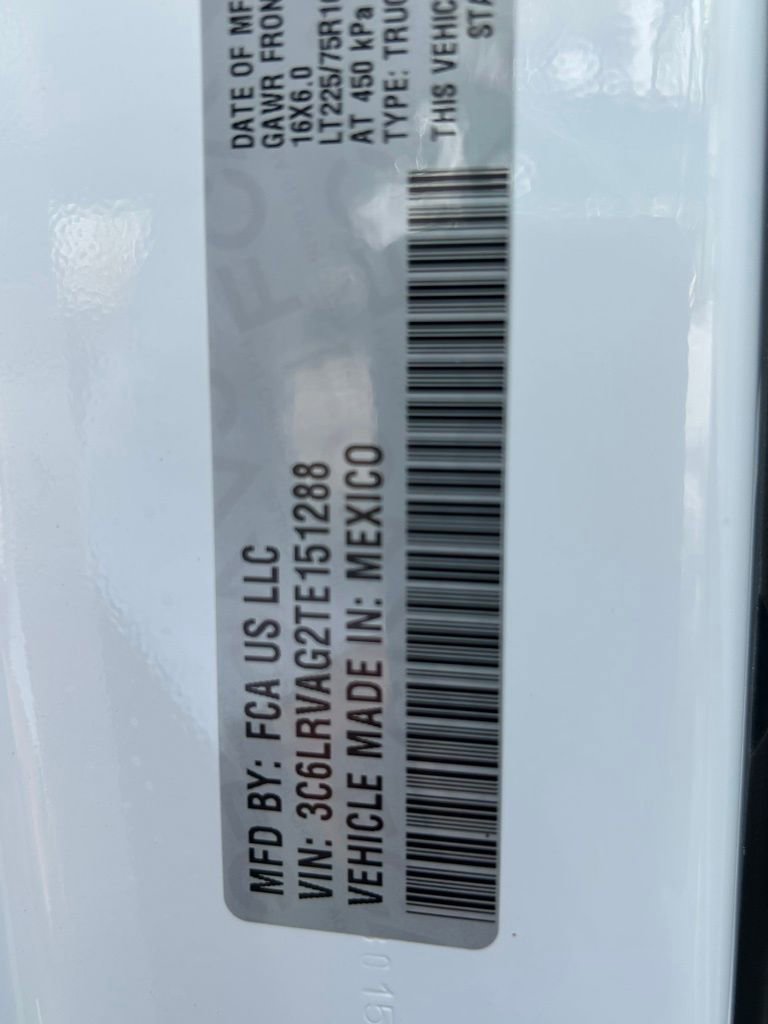 MFD BY: FCA US LLC
VIN: 3C6LRVAG2TE151288
VEHICLE MADE IN: MEXICO
DATE OF MF
GAWR FRON
16X6.0
LT225/75R16
AT 450 kPa
TYPE: TRUC
THIS VEHIC
STA